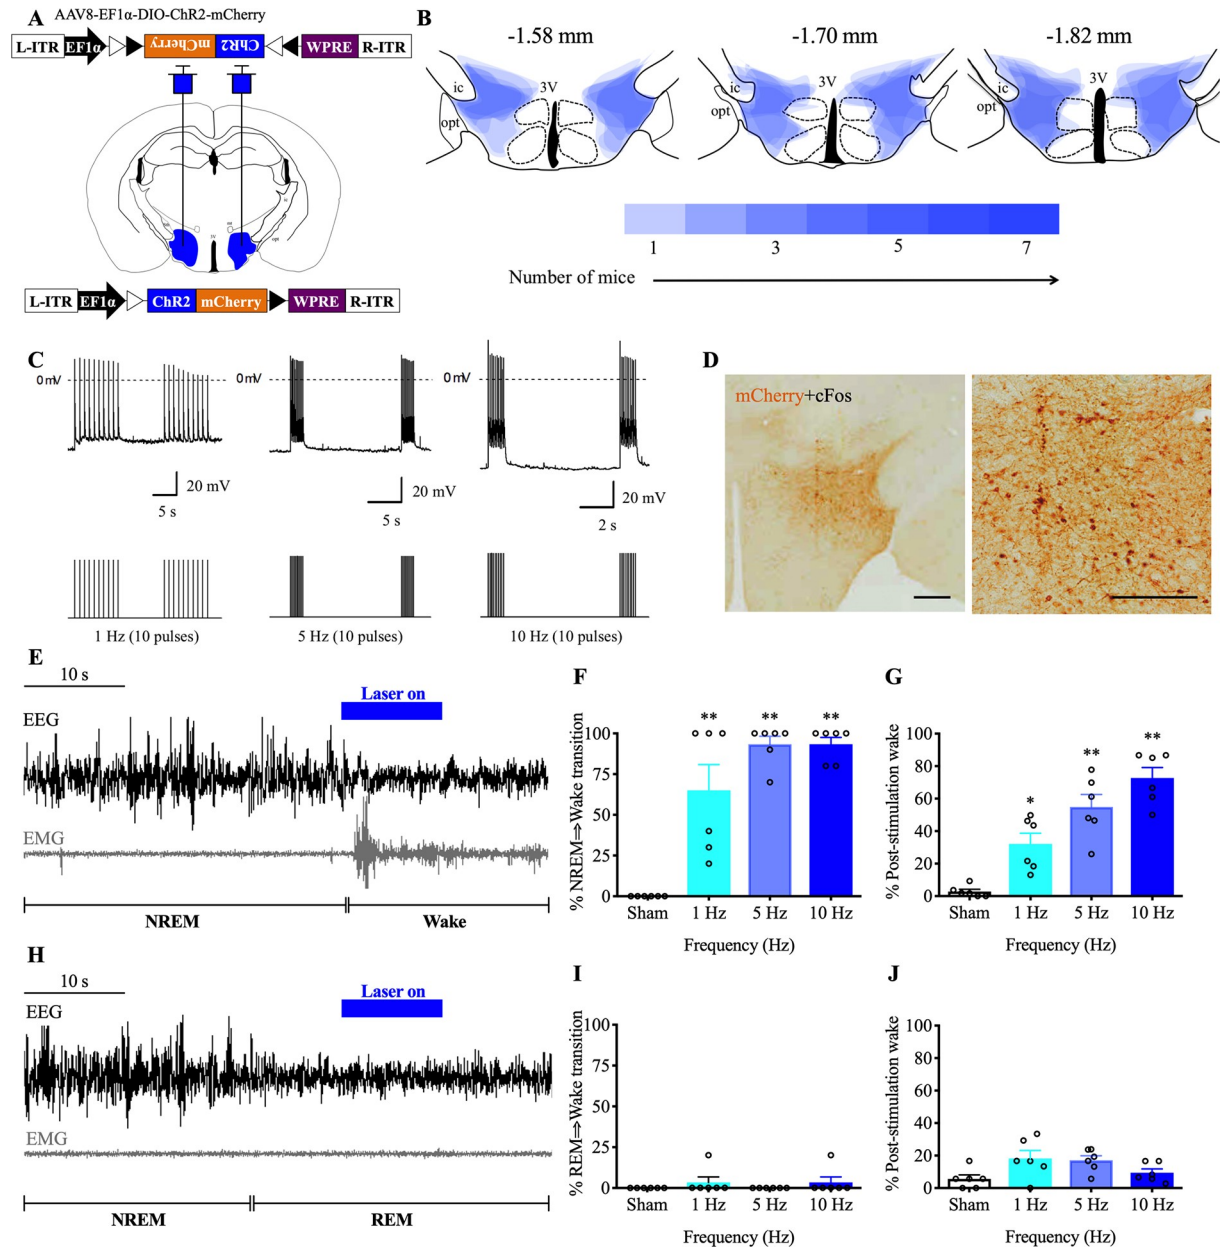 A
AAV8-EF1α-DIO-ChR2-mCherry
L-ITR EF1α mCherry ChR2 WPRE R-ITR
ic
3V
opt
L-ITR EF1α ChR2 mCherry WPRE R-ITR
B
-1.58 mm -1.70 mm -1.82 mm
ic 3V opt
ic 3V opt
ic 3V opt
1 3 5 7
Number of mice
C
0 mV 0 mV 0 mV
20 mV 20 mV 20 mV
5 s 5 s 2 s
1 Hz (10 pulses) 5 Hz (10 pulses) 10 Hz (10 pulses)
D
mCherry+cFos
E
10 s
Laser on
EEG
EMG
NREM Wake
F
% NREM⇒Wake transition
** ** **
100
75
50
25
0
Sham 1 Hz 5 Hz 10 Hz
Frequency (Hz)
G
% Post-stimulation wake
* ** **
100
80
60
40
20
0
Sham 1 Hz 5 Hz 10 Hz
Frequency (Hz)
H
10 s
Laser on
EEG
EMG
NREM REM
I
% REM⇒Wake transition
100
75
50
25
0
Sham 1 Hz 5 Hz 10 Hz
Frequency (Hz)
J
% Post-stimulation wake
100
80
60
40
20
0
Sham 1 Hz 5 Hz 10 Hz
Frequency (Hz)